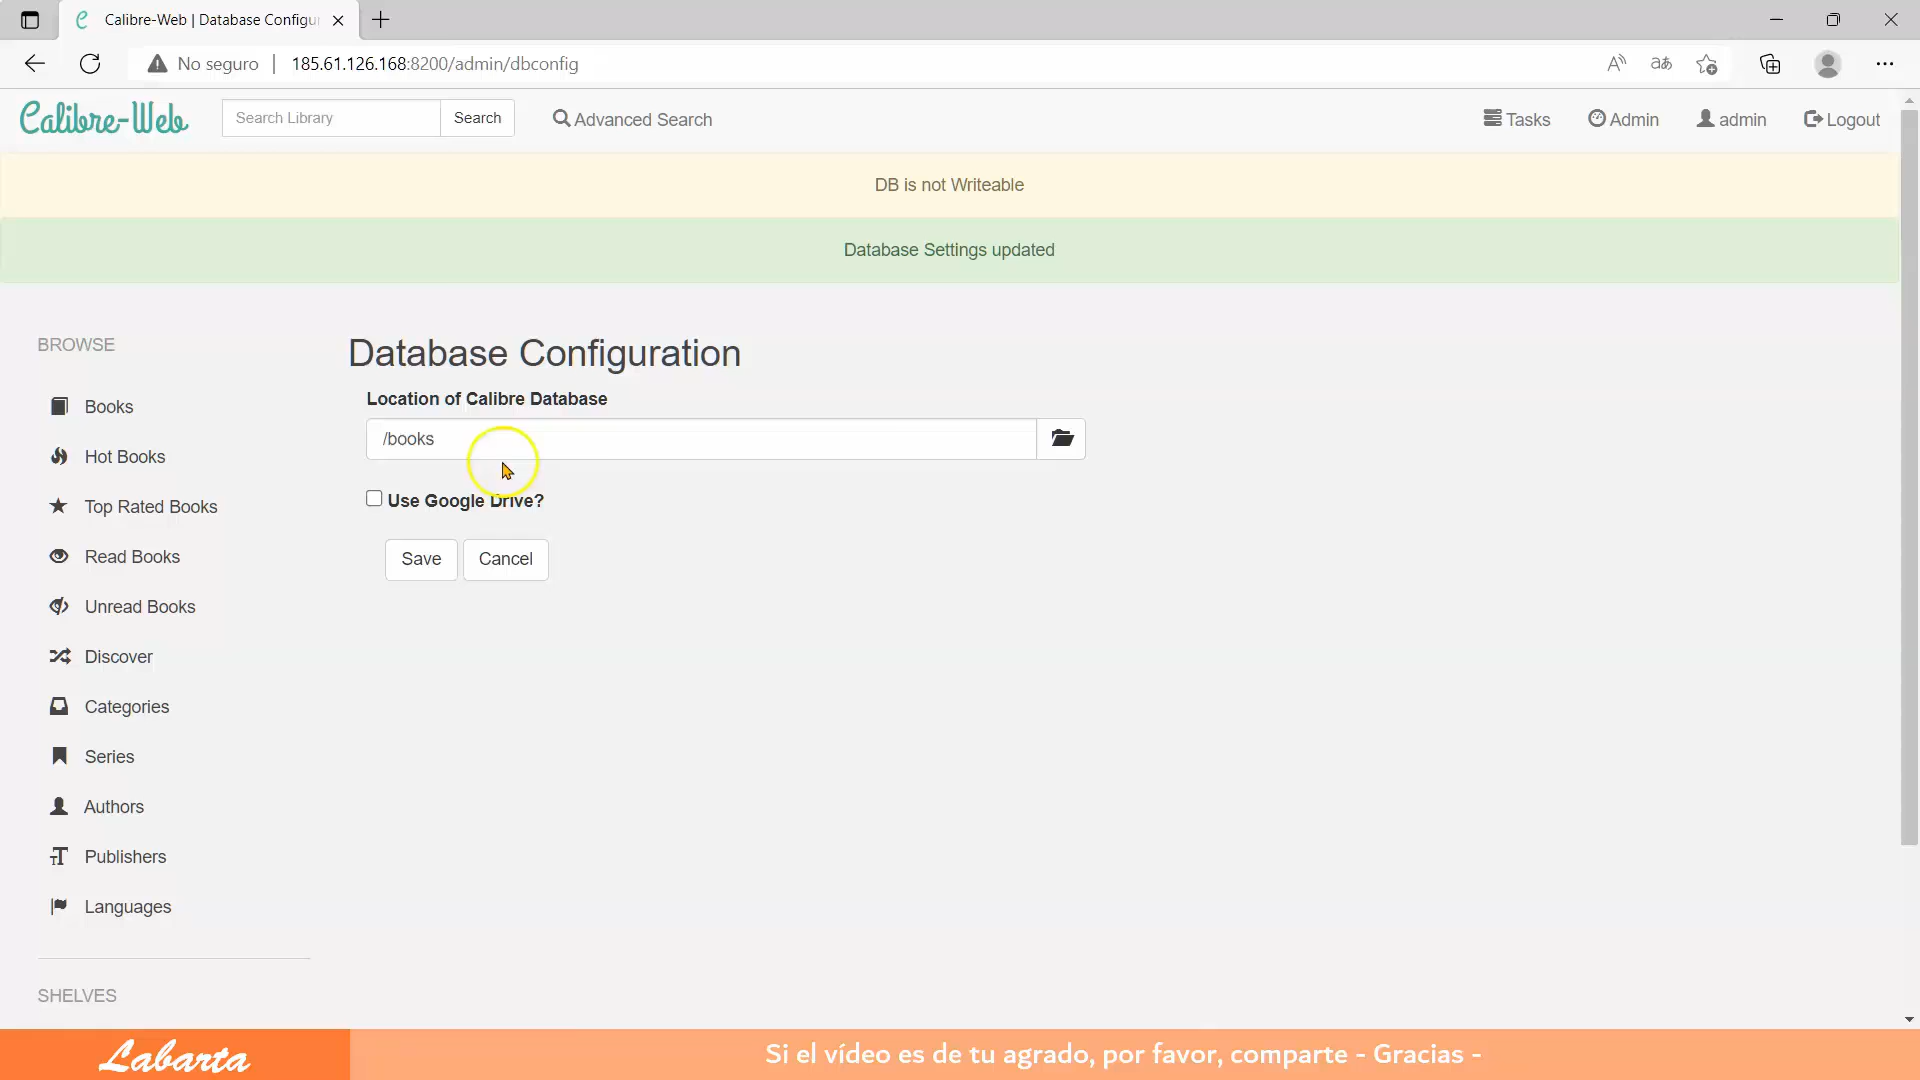 Calibre-Web | Database Configu
No seguro | 185.61.126.168:8200/admin/dbconfig
Calibre-Web
Search Library
Search
Advanced Search
Tasks
Admin
admin
Logout
DB is not Writeable
Database Settings updated
BROWSE
Books
Hot Books
Top Rated Books
Read Books
Unread Books
Discover
Categories
Series
Authors
Publishers
Languages
SHELVES
Database Configuration
Location of Calibre Database
/books
Use Google Drive?
Save
Cancel
Labarta
Si el vídeo es de tu agrado, por favor, comparte - Gracias -